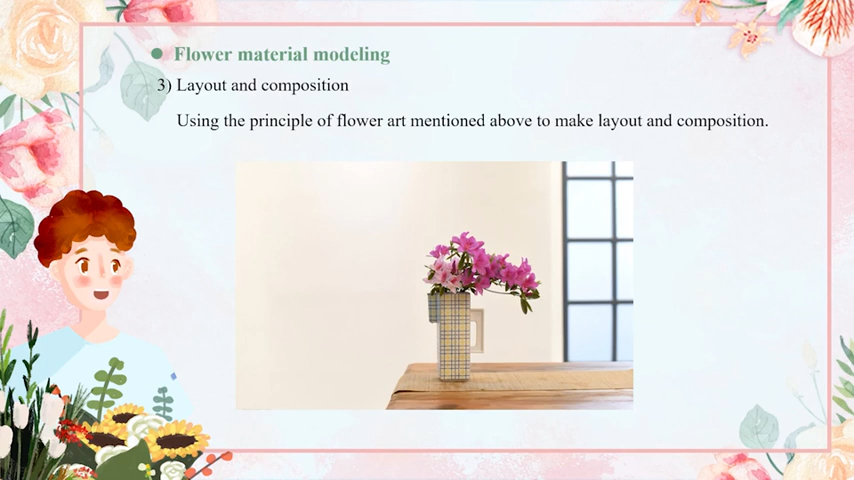 Flower material modeling
3) Layout and composition
Using the principle of flower art mentioned above to make layout and composition.